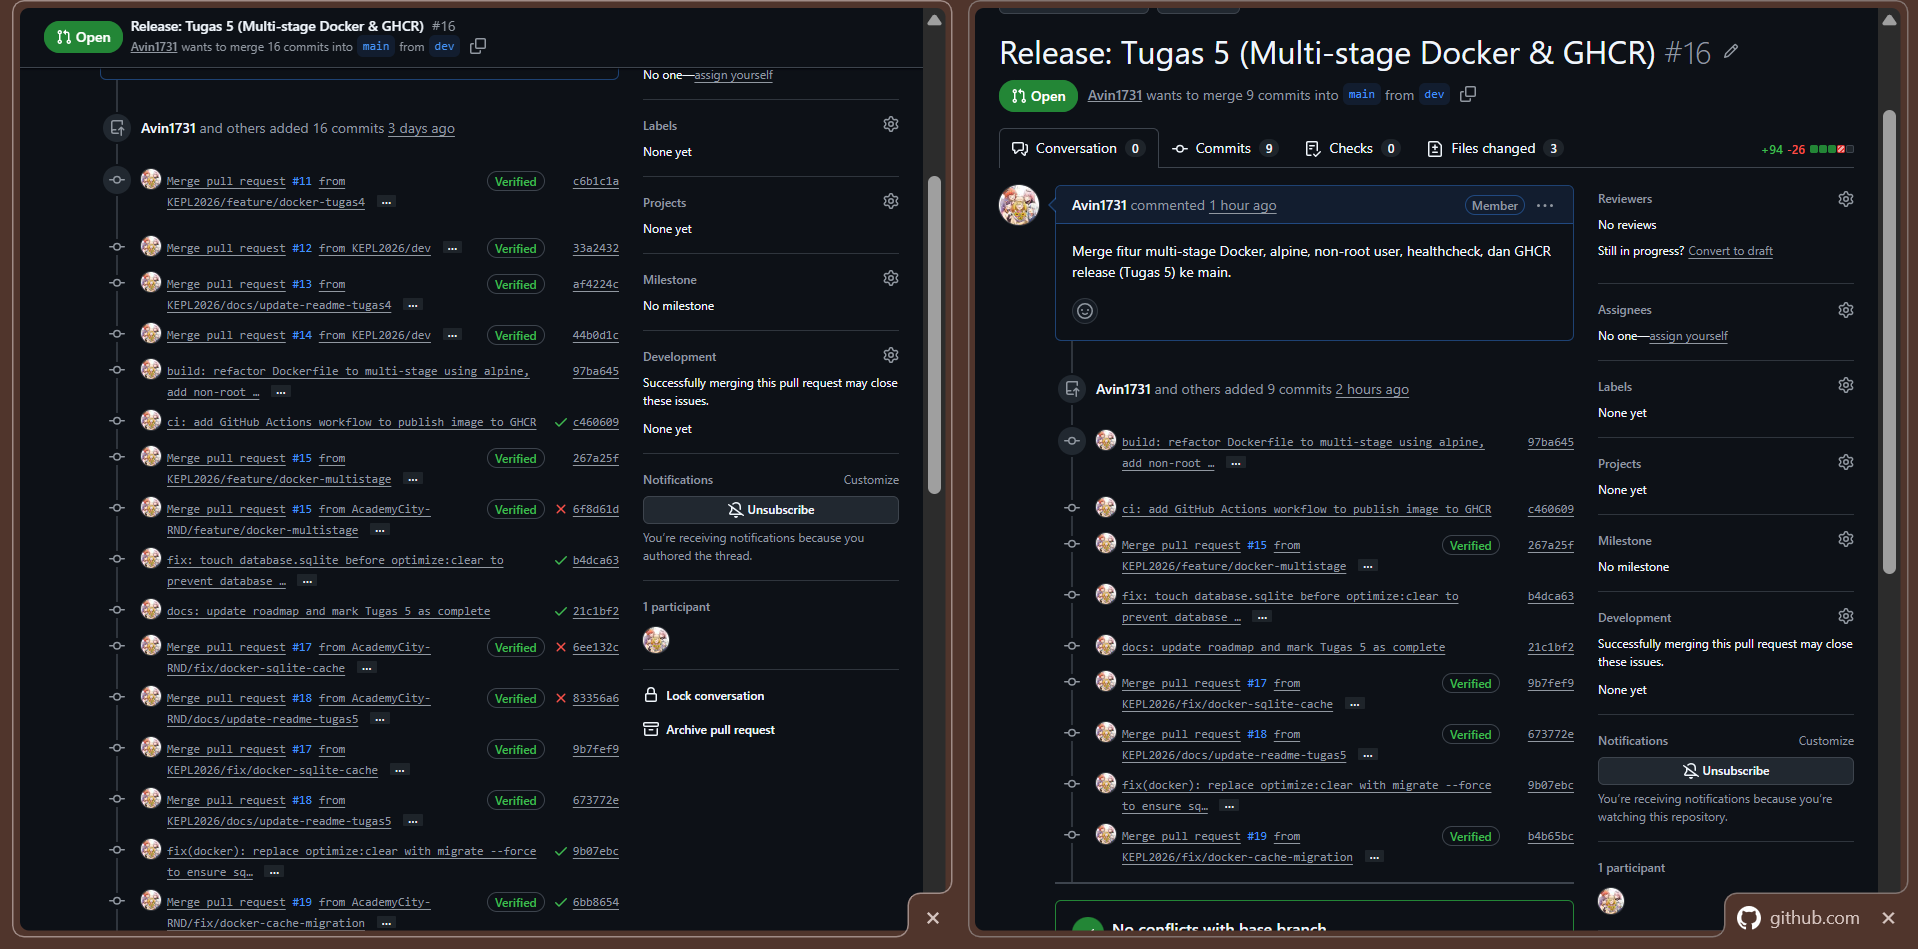 Open
Release: Tugas 5 (Multi-stage Docker & GHCR) #16
Avin1731 wants to merge 16 commits into main from dev
No one—assign yourself
Avin1731 and others added 16 commits 3 days ago
Merge pull request #11 from
KEPL2026/feature/docker-tugas4 ...
Verified
c6b1c1a
Merge pull request #12 from KEPL2026/dev ...
Verified
33a2432
Merge pull request #13 from
KEPL2026/docs/update-readme-tugas4 ...
Verified
af4224c
Merge pull request #14 from KEPL2026/dev ...
Verified
44b0d1c
build: refactor Dockerfile to multi-stage using alpine,
add non-root … ...
97ba645
ci: add GitHub Actions workflow to publish image to GHCR
c460609
Merge pull request #15 from
KEPL2026/feature/docker-multistage ...
Verified
267a25f
Merge pull request #15 from AcademyCity-
RND/feature/docker-multistage ...
Verified
6f8d61d
fix: touch database.sqlite before optimize:clear to
prevent database … ...
b4dca63
docs: update roadmap and mark Tugas 5 as complete
21c1bf2
Merge pull request #17 from AcademyCity-
RND/fix/docker-sqlite-cache ...
Verified
6ee132c
Merge pull request #18 from AcademyCity-
RND/docs/update-readme-tugas5 ...
Verified
83356a6
Merge pull request #17 from
KEPL2026/fix/docker-sqlite-cache ...
Verified
9b7fef9
Merge pull request #18 from
KEPL2026/docs/update-readme-tugas5 ...
Verified
673772e
fix(docker): replace optimize:clear with migrate --force
to ensure sq… ...
9b07ebc
Merge pull request #19 from AcademyCity-
RND/fix/docker-cache-migration ...
Verified
6bb8654
Labels
None yet
Projects
None yet
Milestone
No milestone
Development
Successfully merging this pull request may close
these issues.
None yet
Notifications
Customize
Unsubscribe
You're receiving notifications because you
authored the thread.
1 participant
Lock conversation
Archive pull request
Release: Tugas 5 (Multi-stage Docker & GHCR) #16
Open
Avin1731 wants to merge 9 commits into main from dev
Conversation 0
Commits 9
Checks 0
Files changed 3
+94 -26
Avin1731 commented 1 hour ago
Member
Merge fitur multi-stage Docker, alpine, non-root user, healthcheck, dan GHCR
release (Tugas 5) ke main.
Avin1731 and others added 9 commits 2 hours ago
build: refactor Dockerfile to multi-stage using alpine,
add non-root … ...
97ba645
ci: add GitHub Actions workflow to publish image to GHCR
c460609
Merge pull request #15 from
KEPL2026/feature/docker-multistage ...
Verified
267a25f
fix: touch database.sqlite before optimize:clear to
prevent database … ...
b4dca63
docs: update roadmap and mark Tugas 5 as complete
21c1bf2
Merge pull request #17 from
KEPL2026/fix/docker-sqlite-cache ...
Verified
9b7fef9
Merge pull request #18 from
KEPL2026/docs/update-readme-tugas5 ...
Verified
673772e
fix(docker): replace optimize:clear with migrate --force
to ensure sq… ...
9b07ebc
Merge pull request #19 from
KEPL2026/fix/docker-cache-migration ...
Verified
b4b65bc
No conflicts with base branch
Reviewers
No reviews
Still in progress? Convert to draft
Assignees
No one—assign yourself
Labels
None yet
Projects
None yet
Milestone
No milestone
Development
Successfully merging this pull request may close
these issues.
None yet
Notifications
Customize
Unsubscribe
You're receiving notifications because you're
watching this repository.
1 participant
github.com